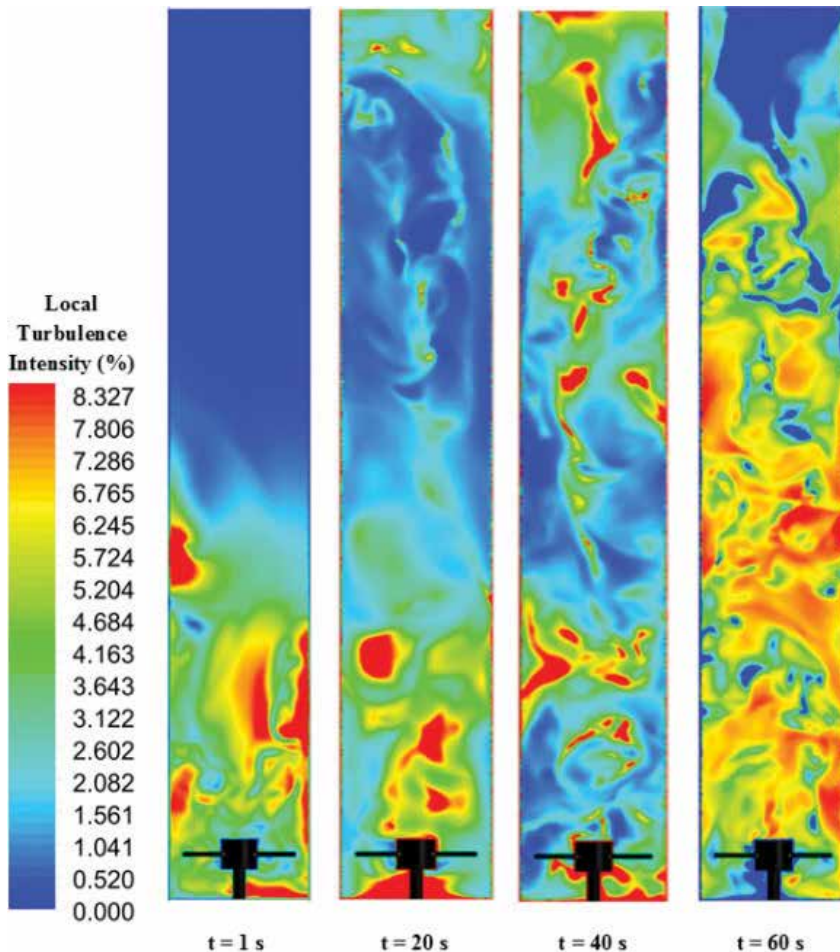 Local
Turbulence
Intensity (%)
8.327
7.806
7.286
6.765
6.245
5.724
5.204
4.684
4.163
3.643
3.122
2.602
2.082
1.561
1.041
0.520
0.000
t = 1 s
t = 20 s
t = 40 s
t = 60 s